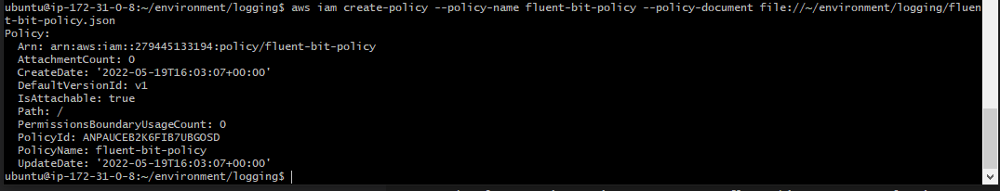 ubuntu@ip-172-31-0-8:~/environment/logging$ aws iam create-policy --policy-name fluent-bit-policy --policy-document file://~/environment/logging/fluen
t-bit-policy.json
Policy:
  Arn: arn:aws:iam::279445133194:policy/fluent-bit-policy
  AttachmentCount: 0
  CreateDate: '2022-05-19T16:03:07+00:00'
  DefaultVersionId: v1
  IsAttachable: true
  Path: /
  PermissionsBoundaryUsageCount: 0
  PolicyId: ANPAUCEB2K6FIB7UBGOSD
  PolicyName: fluent-bit-policy
  UpdateDate: '2022-05-19T16:03:07+00:00'
ubuntu@ip-172-31-0-8:~/environment/logging$